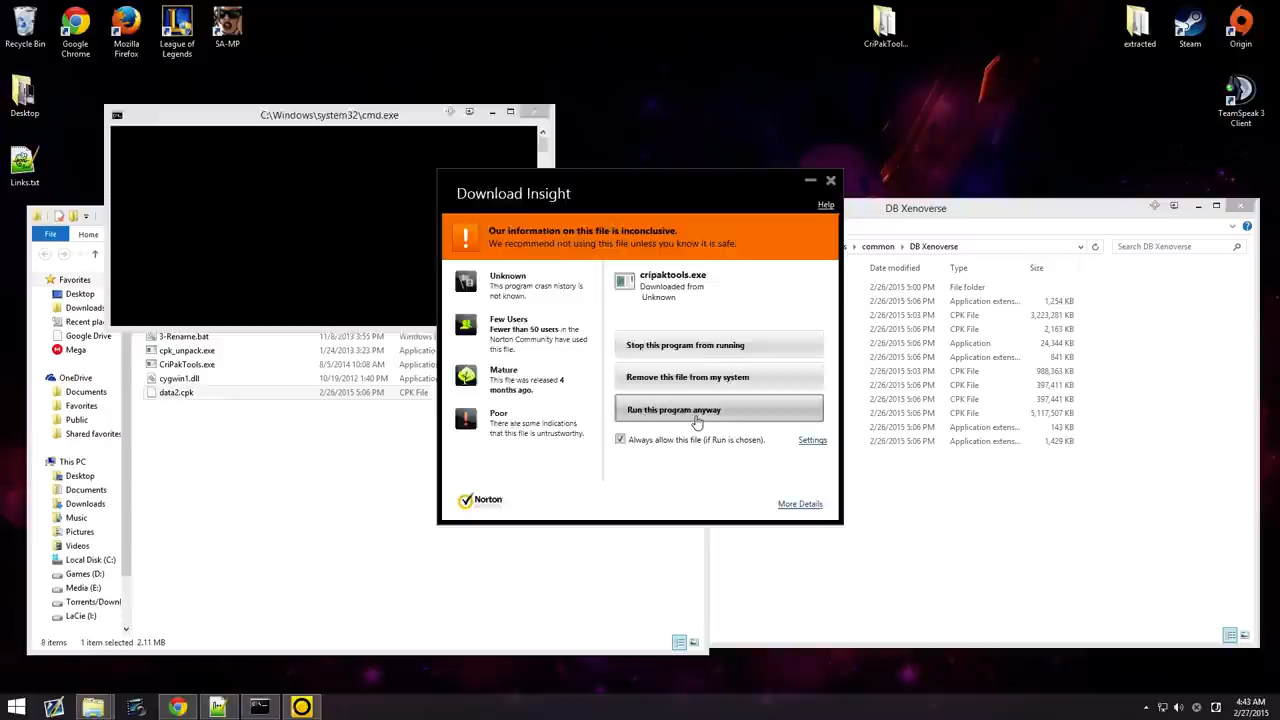 Recycle Bin
Google
Chrome
Mozilla
Firefox
League of
Legends
SA-MP
CriPakTool...
extracted
Steam
Origin
Desktop
TeamSpeak 3
Client
Links.txt
C:\Windows\system32\cmd.exe
Download Insight
Help
Our information on this file is inconclusive.
We recommend not using this file unless you know it is safe.
Unknown
This program crash history is
not known.
Few Users
Fewer than 50 users in the
Norton Community have used
this file.
Mature
This file was released 4
months ago.
Poor
There are some indications
that this file is untrustworthy.
cripaktools.exe
Downloaded from
Unknown
Stop this program from running
Remove this file from my system
Run this program anyway
Always allow this file (if Run is chosen).
Settings
Norton
More Details
File
Home
Favorites
Desktop
Downloads
Recent pla
Google Drive
Mega
OneDrive
Documents
Favorites
Public
Shared favorites
This PC
Desktop
Documents
Downloads
Music
Pictures
Videos
Local Disk (C:)
Games (D:)
Media (E:)
Torrents/Downl
LaCie (I:)
3-Rename.bat 11/8/2013 3:55 PM Windows
cpk_unpack.exe 1/24/2013 3:23 PM Applicatio
CriPakTools.exe 8/5/2014 10:08 AM Applicatio
cygwin1.dll 10/19/2012 1:40 PM Applicatio
data2.cpk 2/26/2015 5:06 PM CPK File
8 items 1 item selected 2.11 MB
DB Xenoverse
common DB Xenoverse
Search DB Xenoverse
Date modified Type Size
2/26/2015 5:00 PM File folder
2/26/2015 5:06 PM Application extens... 1,254 KB
2/26/2015 5:03 PM CPK File 3,223,281 KB
2/26/2015 5:06 PM CPK File 2,163 KB
2/26/2015 5:06 PM Application 24,344 KB
2/26/2015 5:06 PM Application extens... 841 KB
2/26/2015 5:03 PM CPK File 988,363 KB
2/26/2015 5:06 PM CPK File 397,411 KB
2/26/2015 5:06 PM CPK File 397,441 KB
2/26/2015 5:06 PM CPK File 5,117,507 KB
2/26/2015 5:06 PM Application extens... 143 KB
2/26/2015 5:06 PM Application extens... 1,429 KB
4:43 AM
2/27/2015